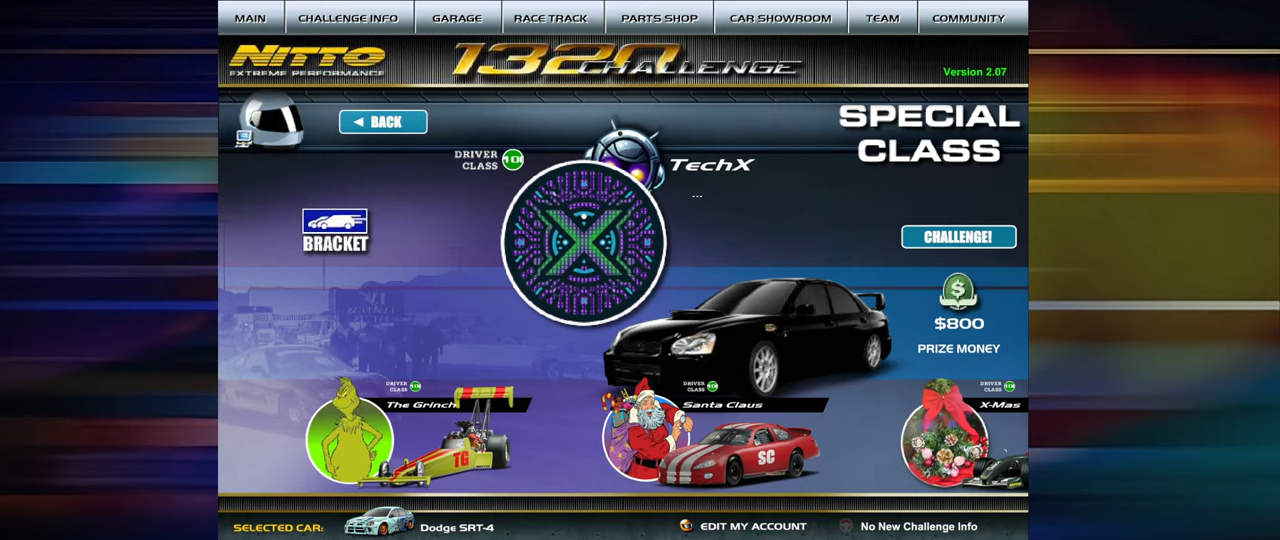 MAIN
CHALLENGE INFO
GARAGE
RACE TRACK
PARTS SHOP
CAR SHOWROOM
TEAM
COMMUNITY
NITTO
EXTREME PERFORMANCE
1320 CHALLENGE
Version 2.07
BACK
SPECIAL
CLASS
DRIVER
CLASS
TechX
...
BRACKET
CHALLENGE!
$
$800
PRIZE MONEY
DRIVER
CLASS
The Grinch
TG
DRIVER
CLASS
Santa Claus
SC
DRIVER
CLASS
X-Mas
SELECTED CAR:
Dodge SRT-4
EDIT MY ACCOUNT
No New Challenge Info